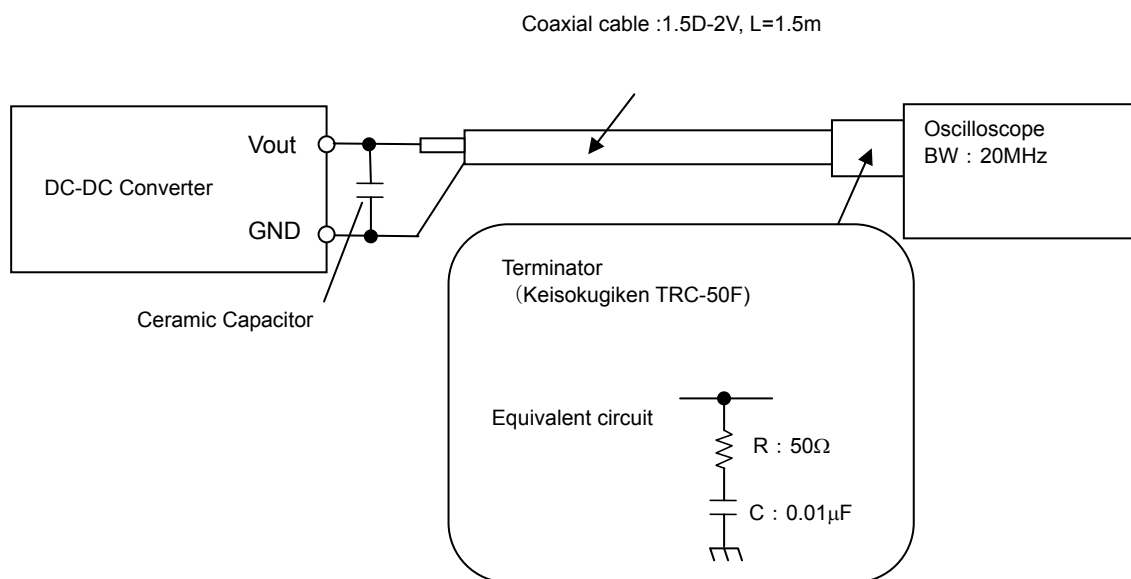 Coaxial cable :1.5D-2V, L=1.5m
Oscilloscope
BW：20MHz
Vout
DC-DC Converter
GND
Ceramic Capacitor
Terminator
（Keisokugiken TRC-50F)
Equivalent circuit
R：50Ω
C：0.01μF